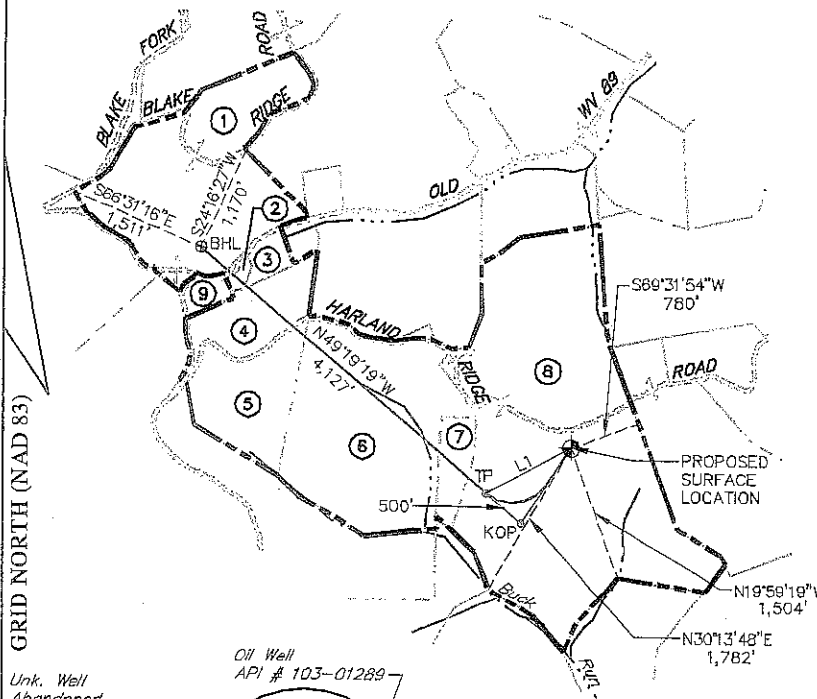 FORK
BLAKE
BLAKE
ROAD
RIDGE
1
S66°31'16"E
1,511'
S24°16'27"W
1,170'
BHL
2
3
9
4
5
6
7
8
OLD
WV 89
HARLAND
RIDGE
ROAD
N49°19'19"W
4,127'
S69°31'54"W
780'
PROPOSED
SURFACE
LOCATION
TP
L1
500'
KOP
Buck
Run
N19°59'19"
1,504'
N30°13'48"E
1,782'
GRID NORTH (NAD 83)
Unk. Well
Abandoned
Oil Well
API # 103-01289